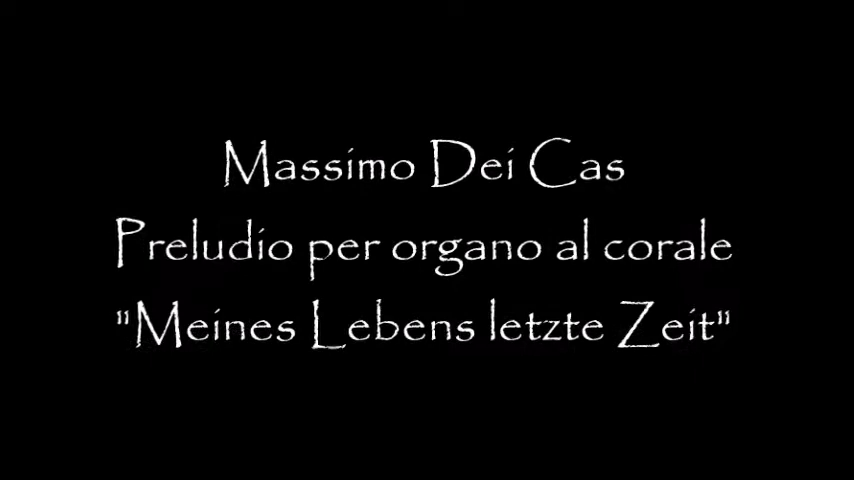 Massimo Dei Cas
Preludio per organo al corale
"Meines Lebens letzte Zeit"